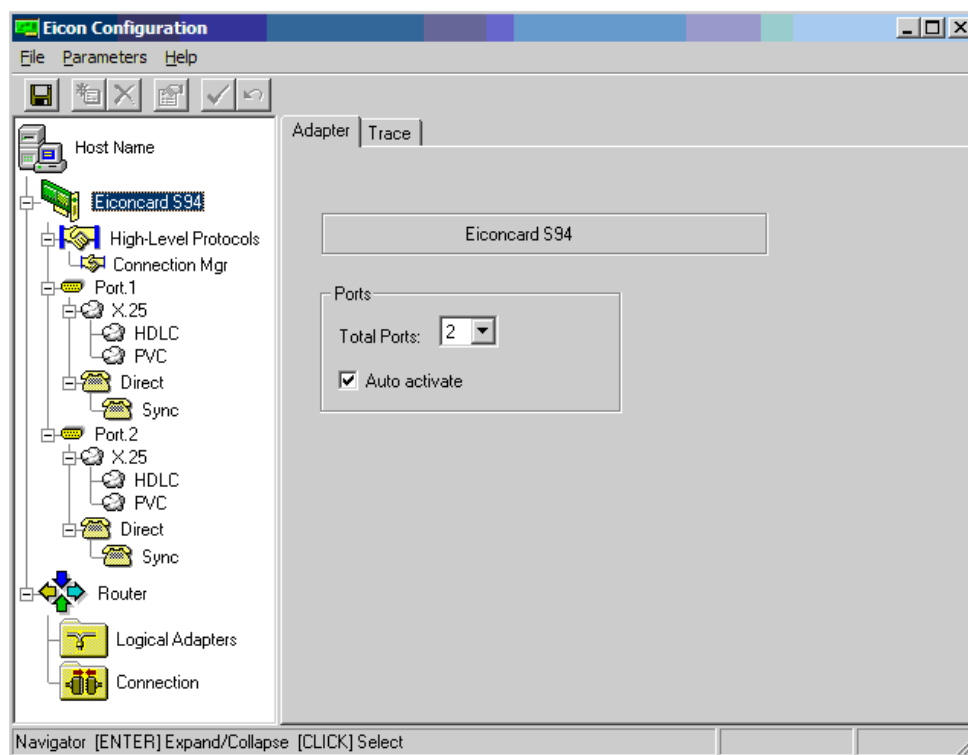 Eicon Configuration
File Parameters Help
Host Name
Eiconcard S94
High-Level Protocols
Connection Mgr
Port.1
X.25
HDLC
PVC
Direct
Sync
Port.2
X.25
HDLC
PVC
Direct
Sync
Router
Logical Adapters
Connection
Adapter Trace
Eiconcard S94
Ports
Total Ports: 2
Auto activate
Navigator [ENTER] Expand/Collapse [CLICK] Select